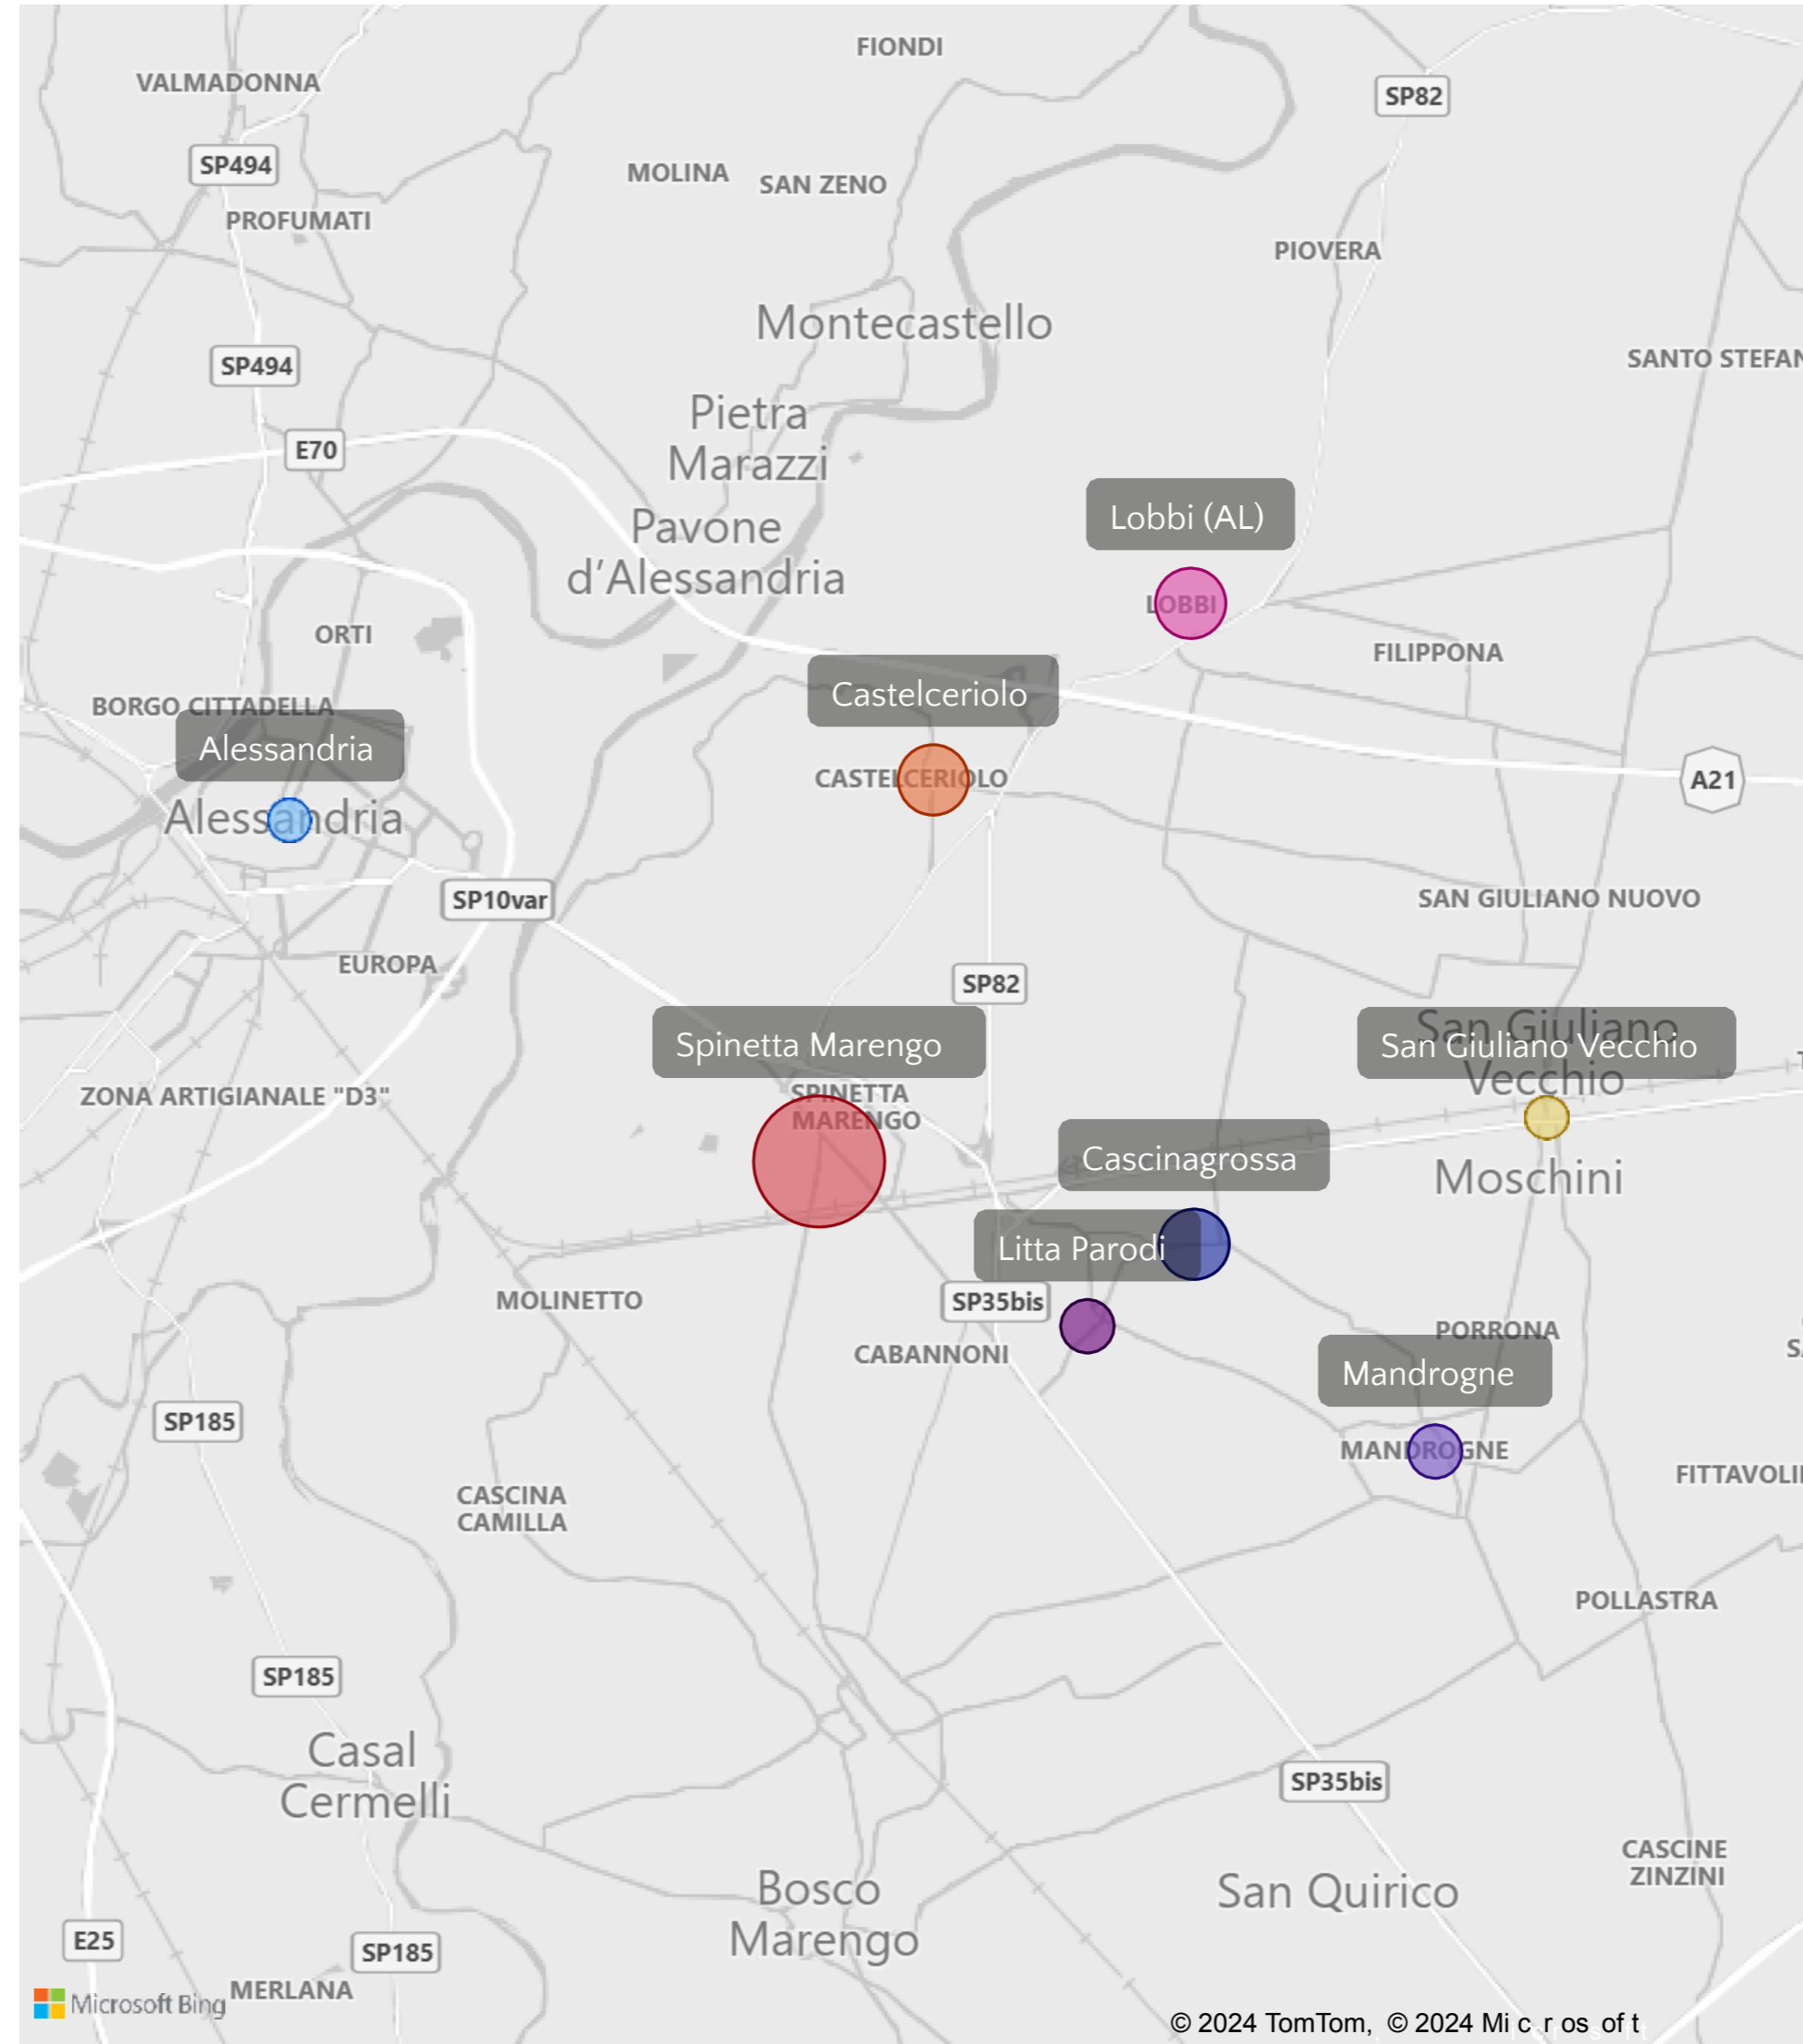 FIONDI
VALMADONNA
SP82
SP494
MOLINA
SAN ZENO
PROFUMATI
PIOVERA
Montecastello
SP494
SANTO STEFAN
Pietra
Marazzi
E70
Lobbi (AL)
Pavone
d'Alessandria
LOBBI
ORTI
FILIPPONA
Castelceriolo
BORGO CITTADELLA
Alessandria
CASTELCERIOLO
A21
Alessandria
SP10var
SAN GIULIANO NUOVO
EUROPA
SP82
San Giuliano
Vecchio
Spinetta Marengo
San Giuliano Vecchio
SPINETTA
MARENGO
ZONA ARTIGIANALE "D3"
Cascinagrossa
Moschini
Litta Parodi
MOLINETTO
SP35bis
PORRONA
CABANNONI
Mandrogne
SP185
MANDROGNE
FITTAVOLI
CASCINA
CAMILLA
POLLASTRA
SP185
Casal
Cermelli
SP35bis
CASCINE
ZINZINI
Bosco
Marengo
San Quirico
E25
SP185
MERLANA
Microsoft Bing
© 2024 TomTom, © 2024 Microsoft